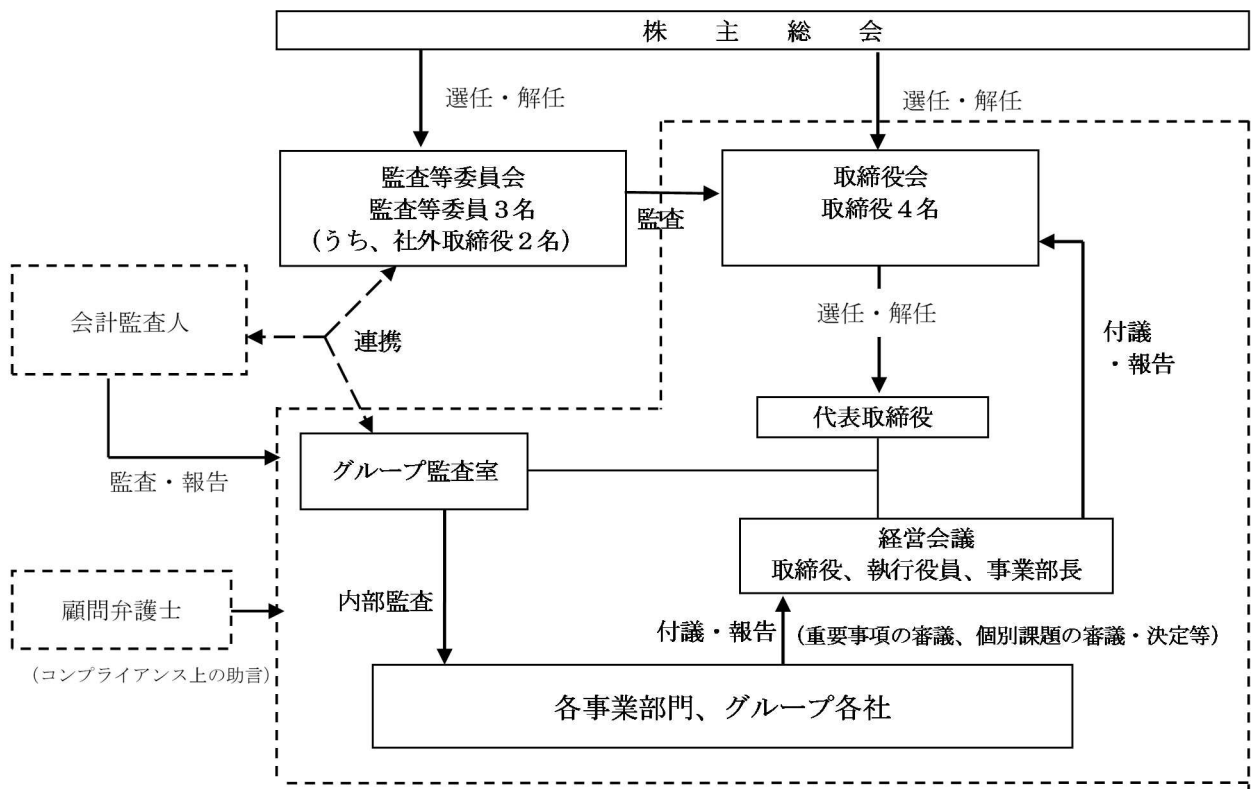 株主総会
選任・解任
選任・解任
監査等委員会
監査等委員3名
(うち、社外取締役2名)
監査
取締役会
取締役4名
会計監査人
連携
選任・解任
付議
・報告
代表取締役
グループ監査室
監査・報告
経営会議
取締役、執行役員、事業部長
内部監査
顧問弁護士
(コンプライアンス上の助言)
付議・報告
(重要事項の審議、個別課題の審議・決定等)
各事業部門、グループ各社